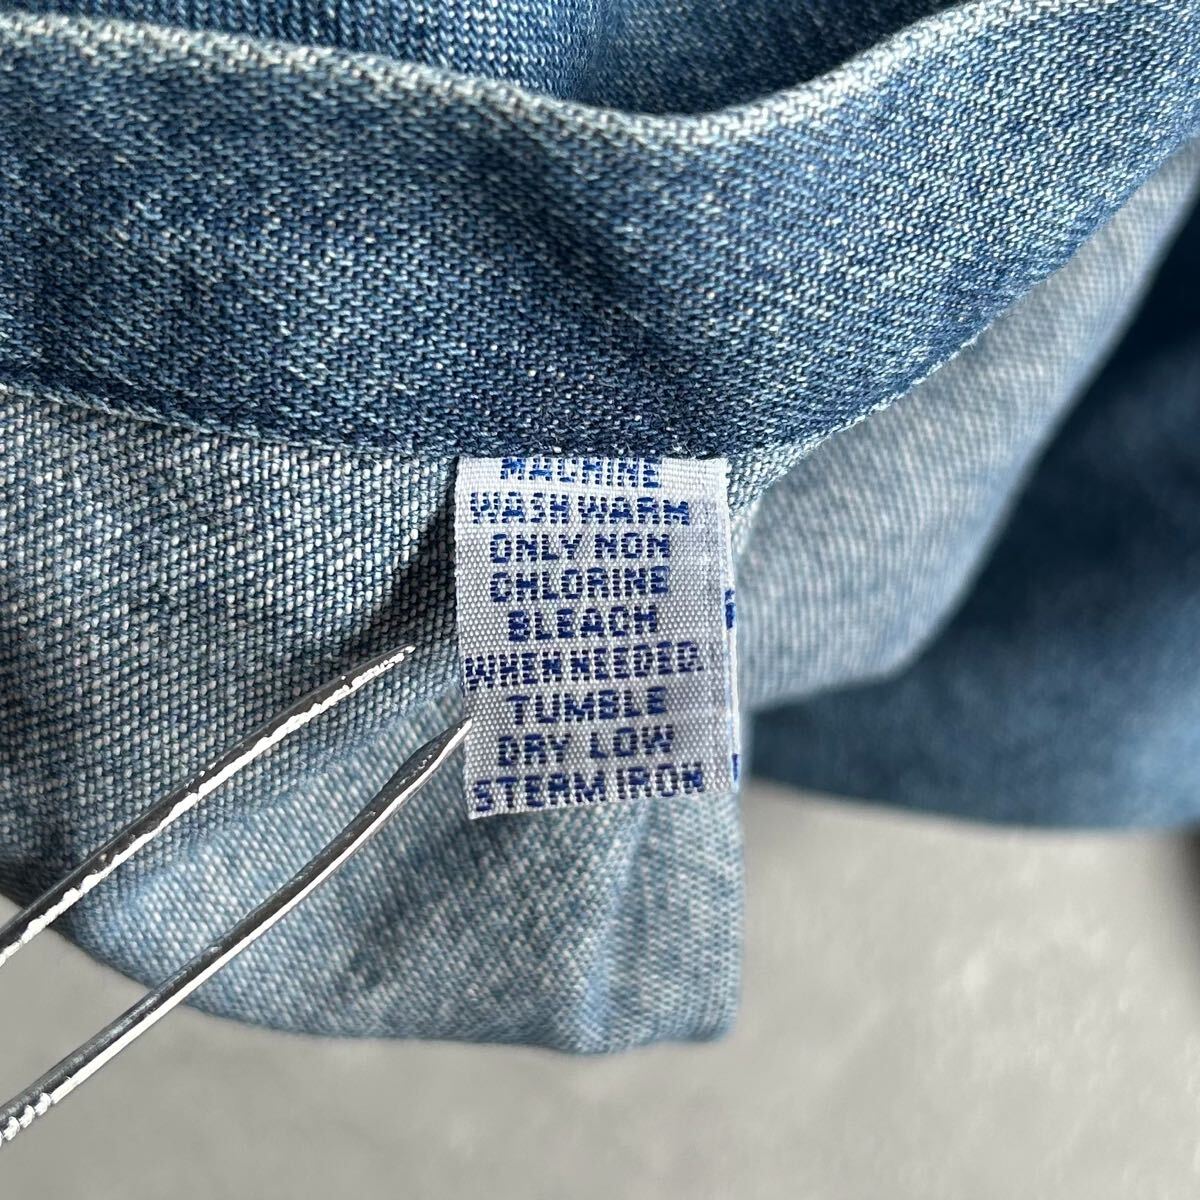 MACHINE
WASH WARM
ONLY NON
CHLORINE
BLEACH
WHEN NEEDED.
TUMBLE
DRY LOW
STEAM IRON